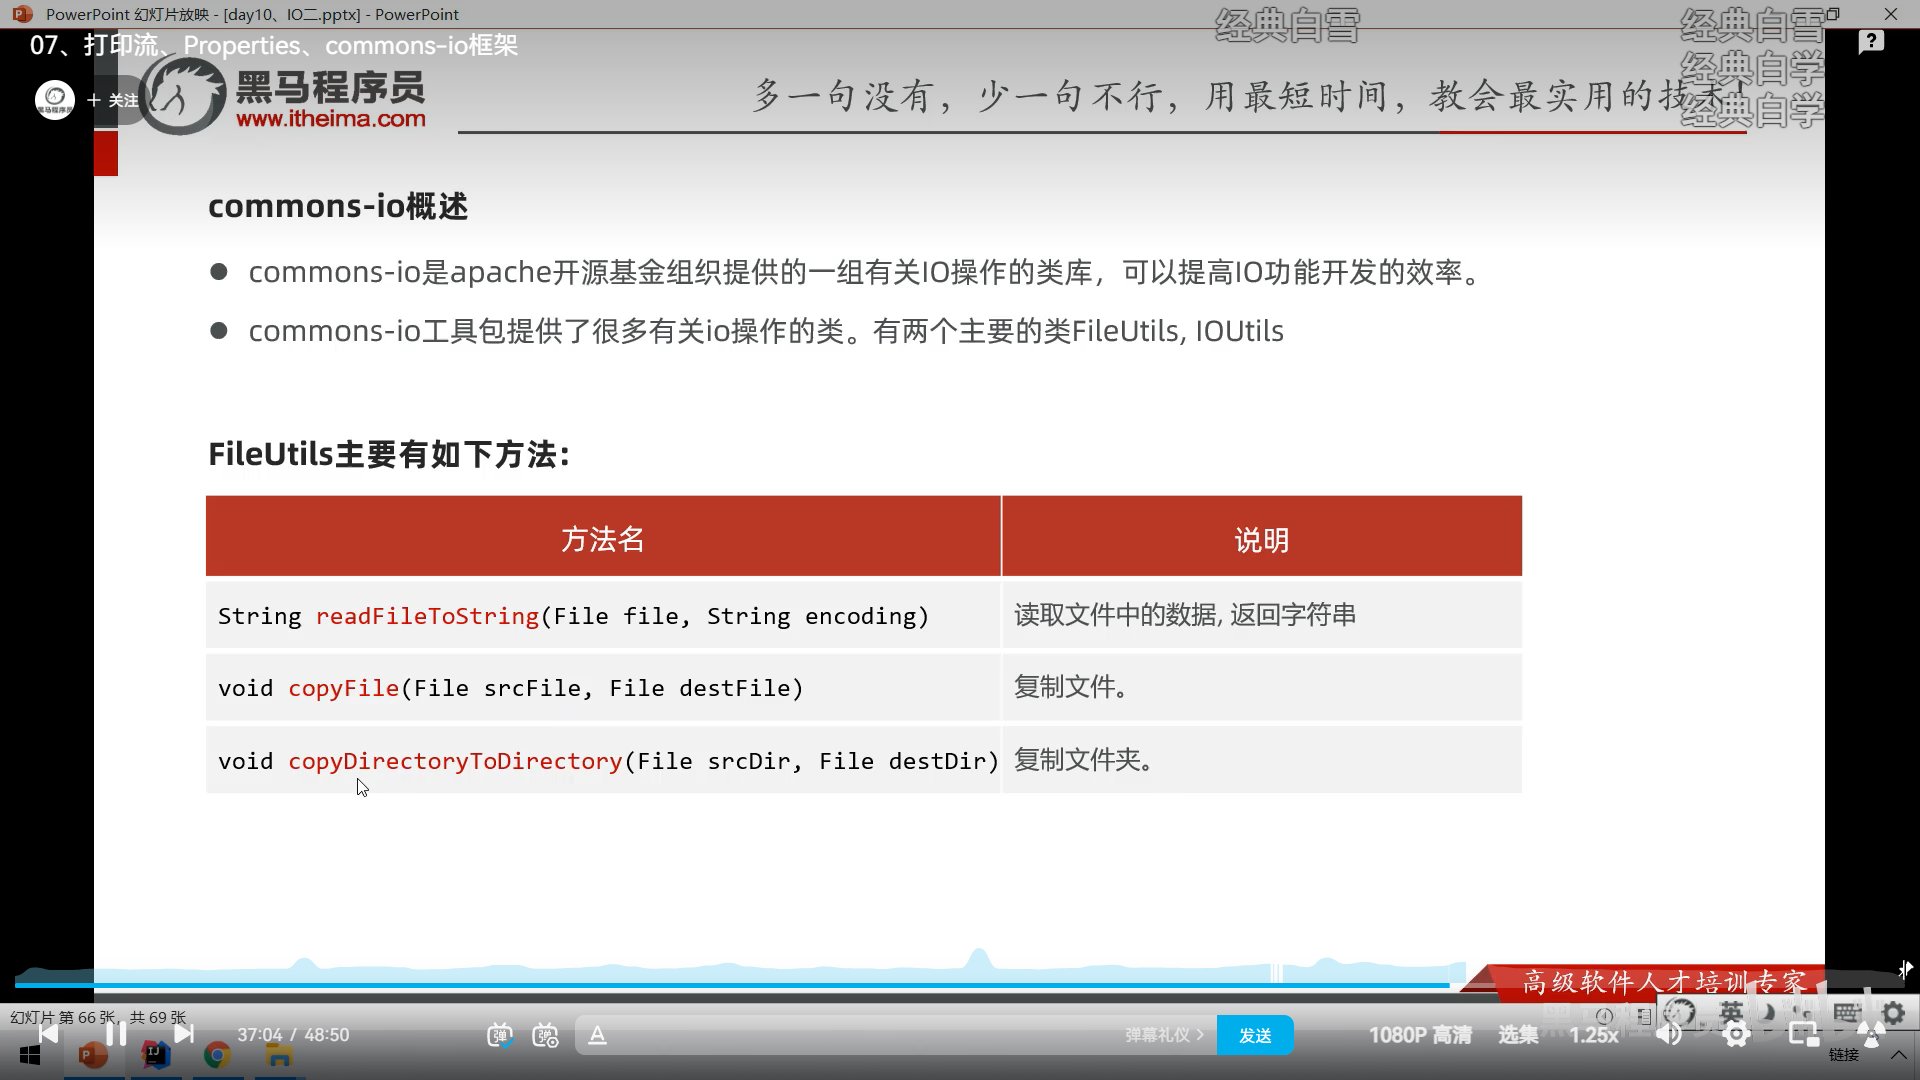 PowerPoint 幻灯片放映 - [day10、IO二.pptx] - PowerPoint
经典白雪
经典白雪
07、打印流、Properties、commons-io框架
经典白学
经典白学
+ 关注
黑马程序员
www.itheima.com
多一句没有，少一句不行，用最短时间，教会最实用的技术！
commons-io概述
● commons-io是apache开源基金组织提供的一组有关IO操作的类库，可以提高IO功能开发的效率。
● commons-io工具包提供了很多有关io操作的类。有两个主要的类FileUtils, IOUtils
FileUtils主要有如下方法：
方法名 说明
String readFileToString(File file, String encoding) 读取文件中的数据, 返回字符串
void copyFile(File srcFile, File destFile) 复制文件。
void copyDirectoryToDirectory(File srcDir, File destDir) 复制文件夹。
高级软件人才培训专家
幻灯片 第 66 张，共 69 张
英
37:04 / 48:50
弹幕礼仪 >
发送
1080P 高清
选集
1.25x
链接